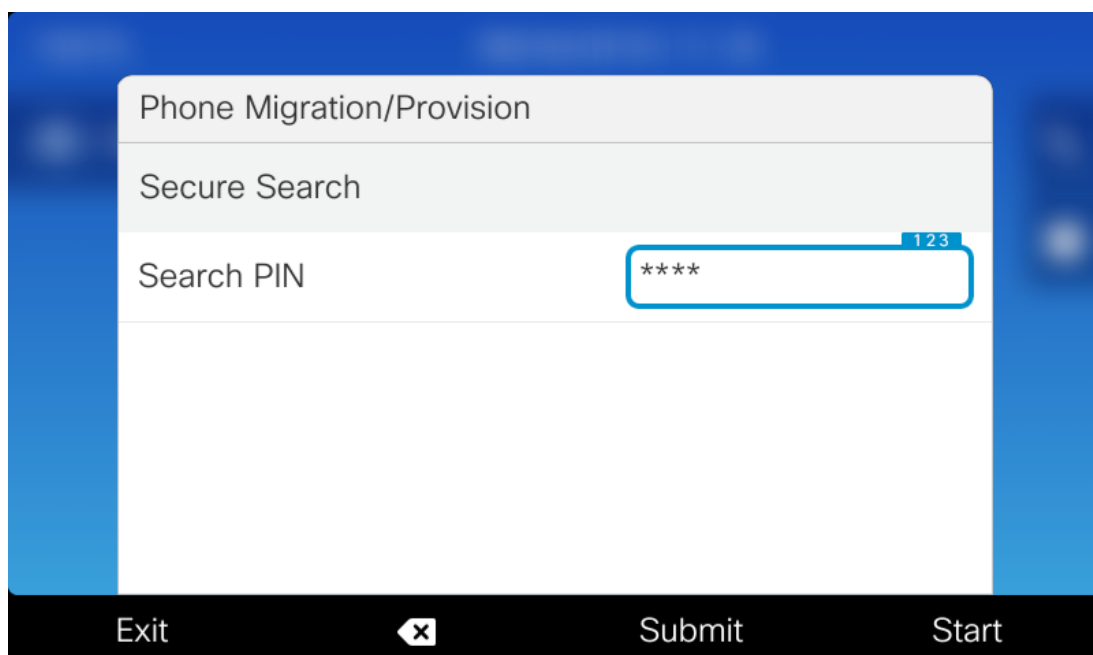 Phone Migration/Provision
Secure Search
123
Search PIN ****
Exit Submit Start